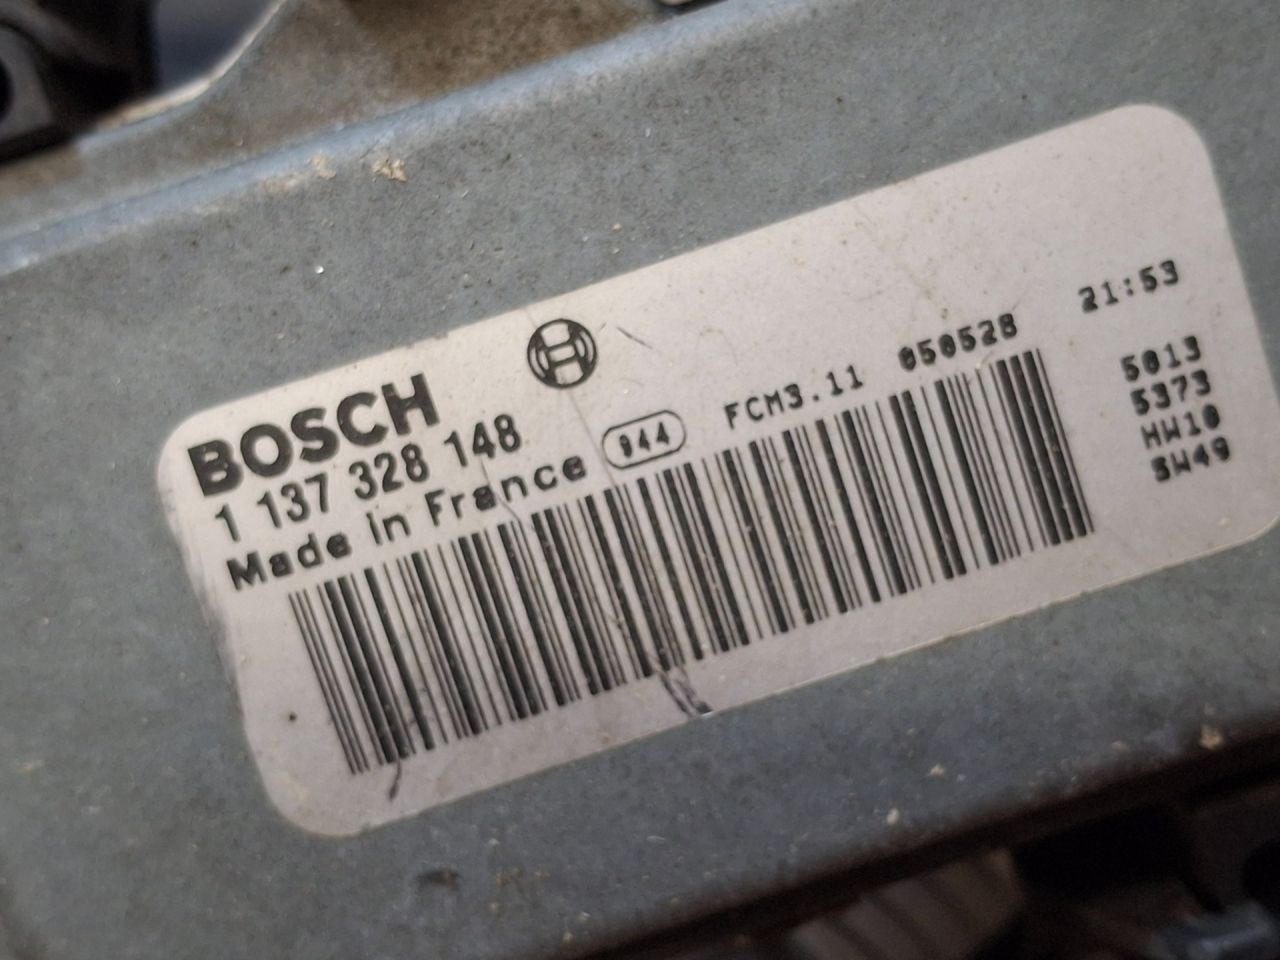 BOSCH
1 137 328 148
Made in France 944 FCM3.11 050528 21:53
5013
5373
HW10
SW49